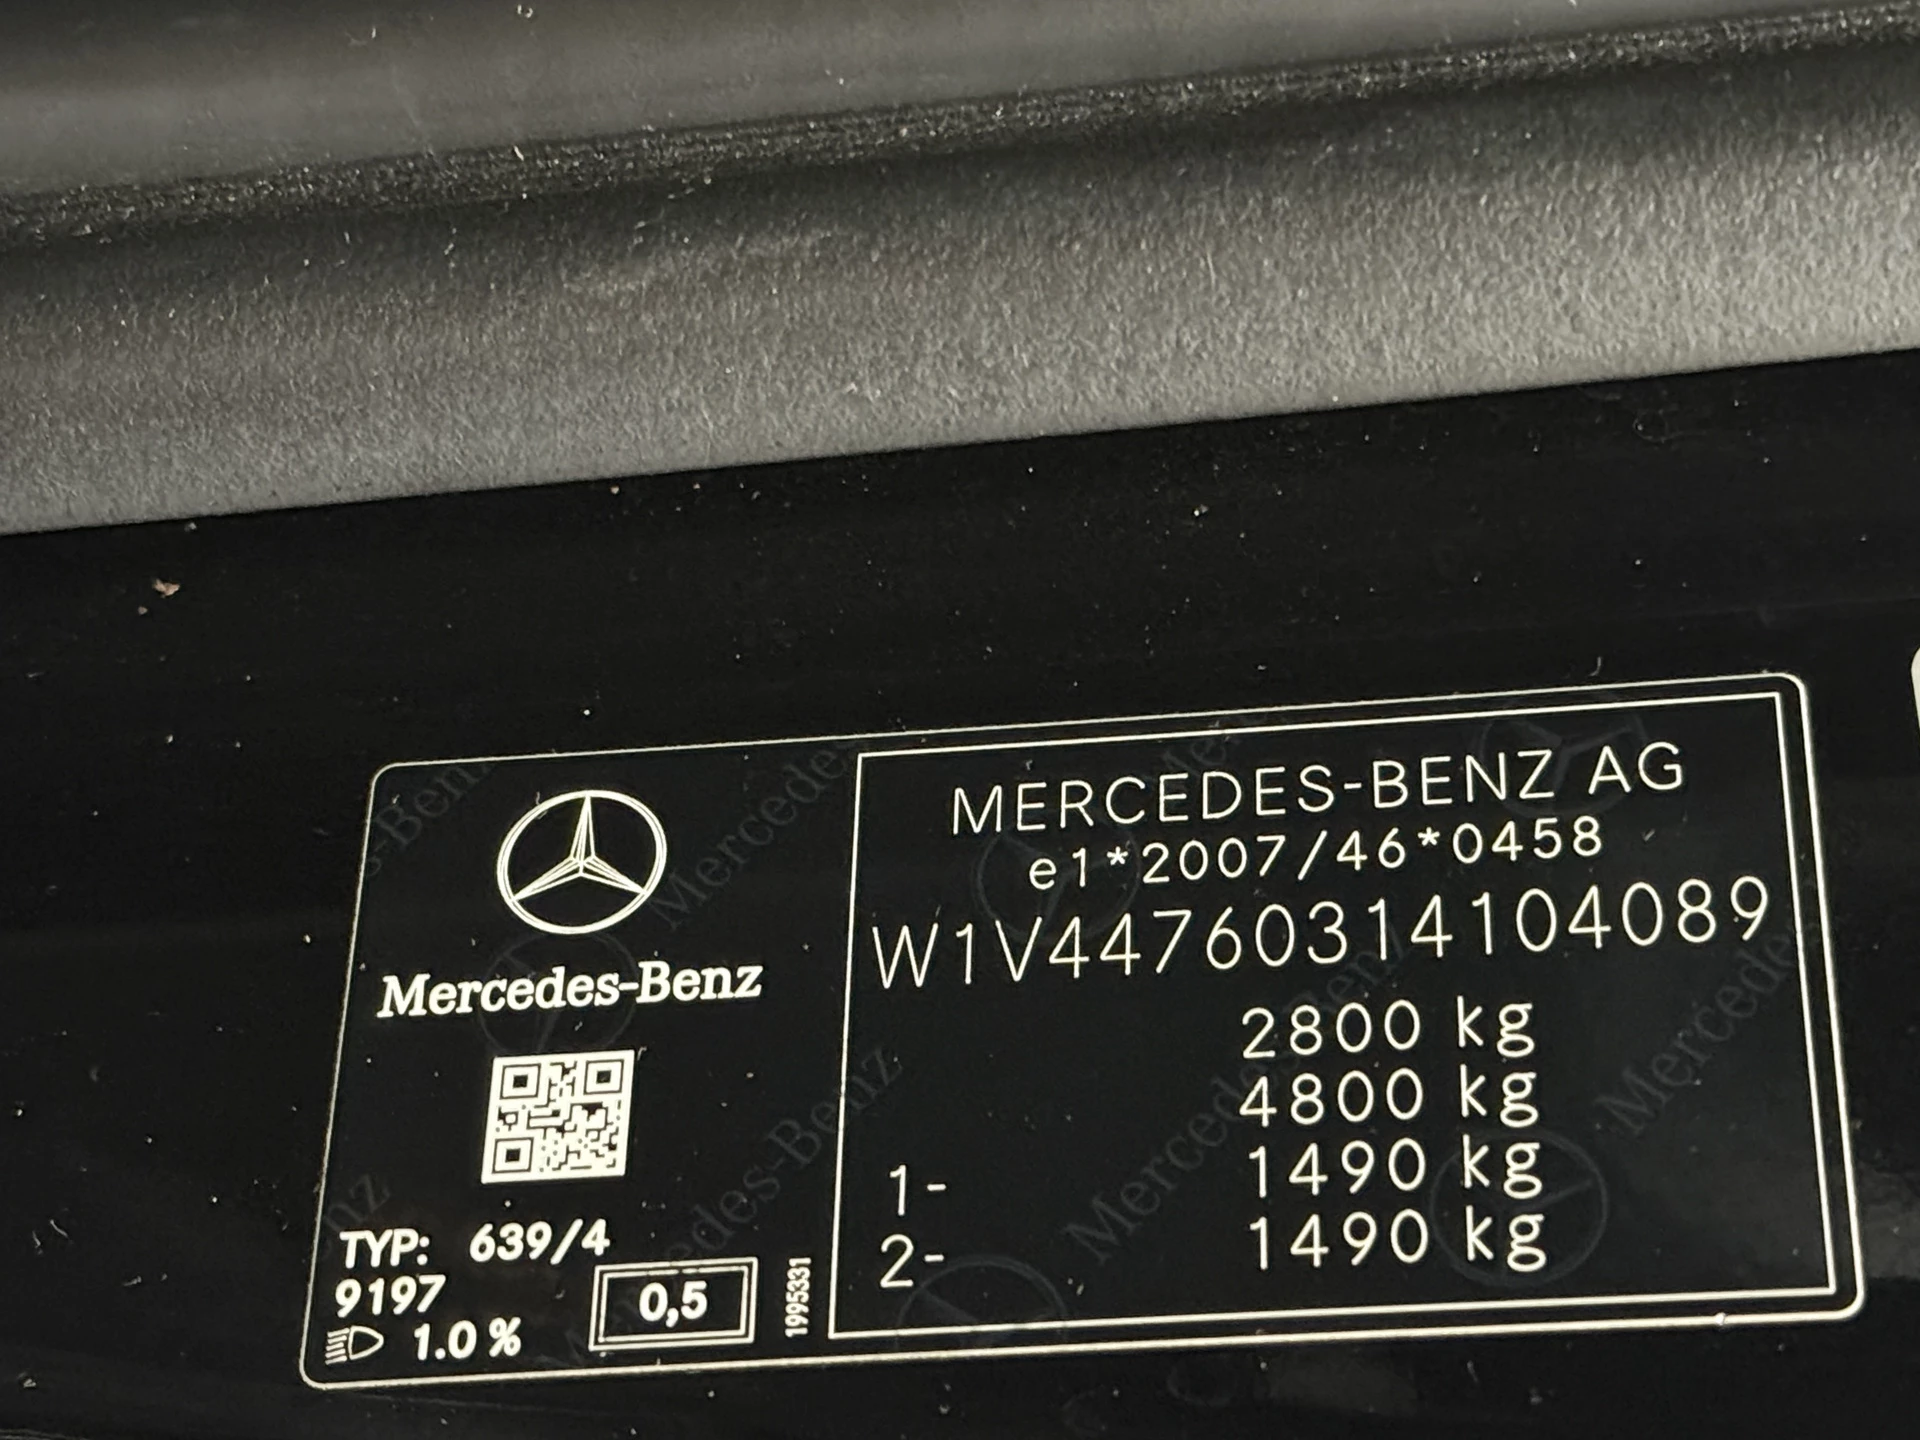 Mercedes-Benz
TYP: 639/4
9197
1.0 %
0,5
1995331
MERCEDES-BENZ AG
e1*2007/46*0458
W1V44760314104089
2800 kg
4800 kg
1- 1490 kg
2- 1490 kg